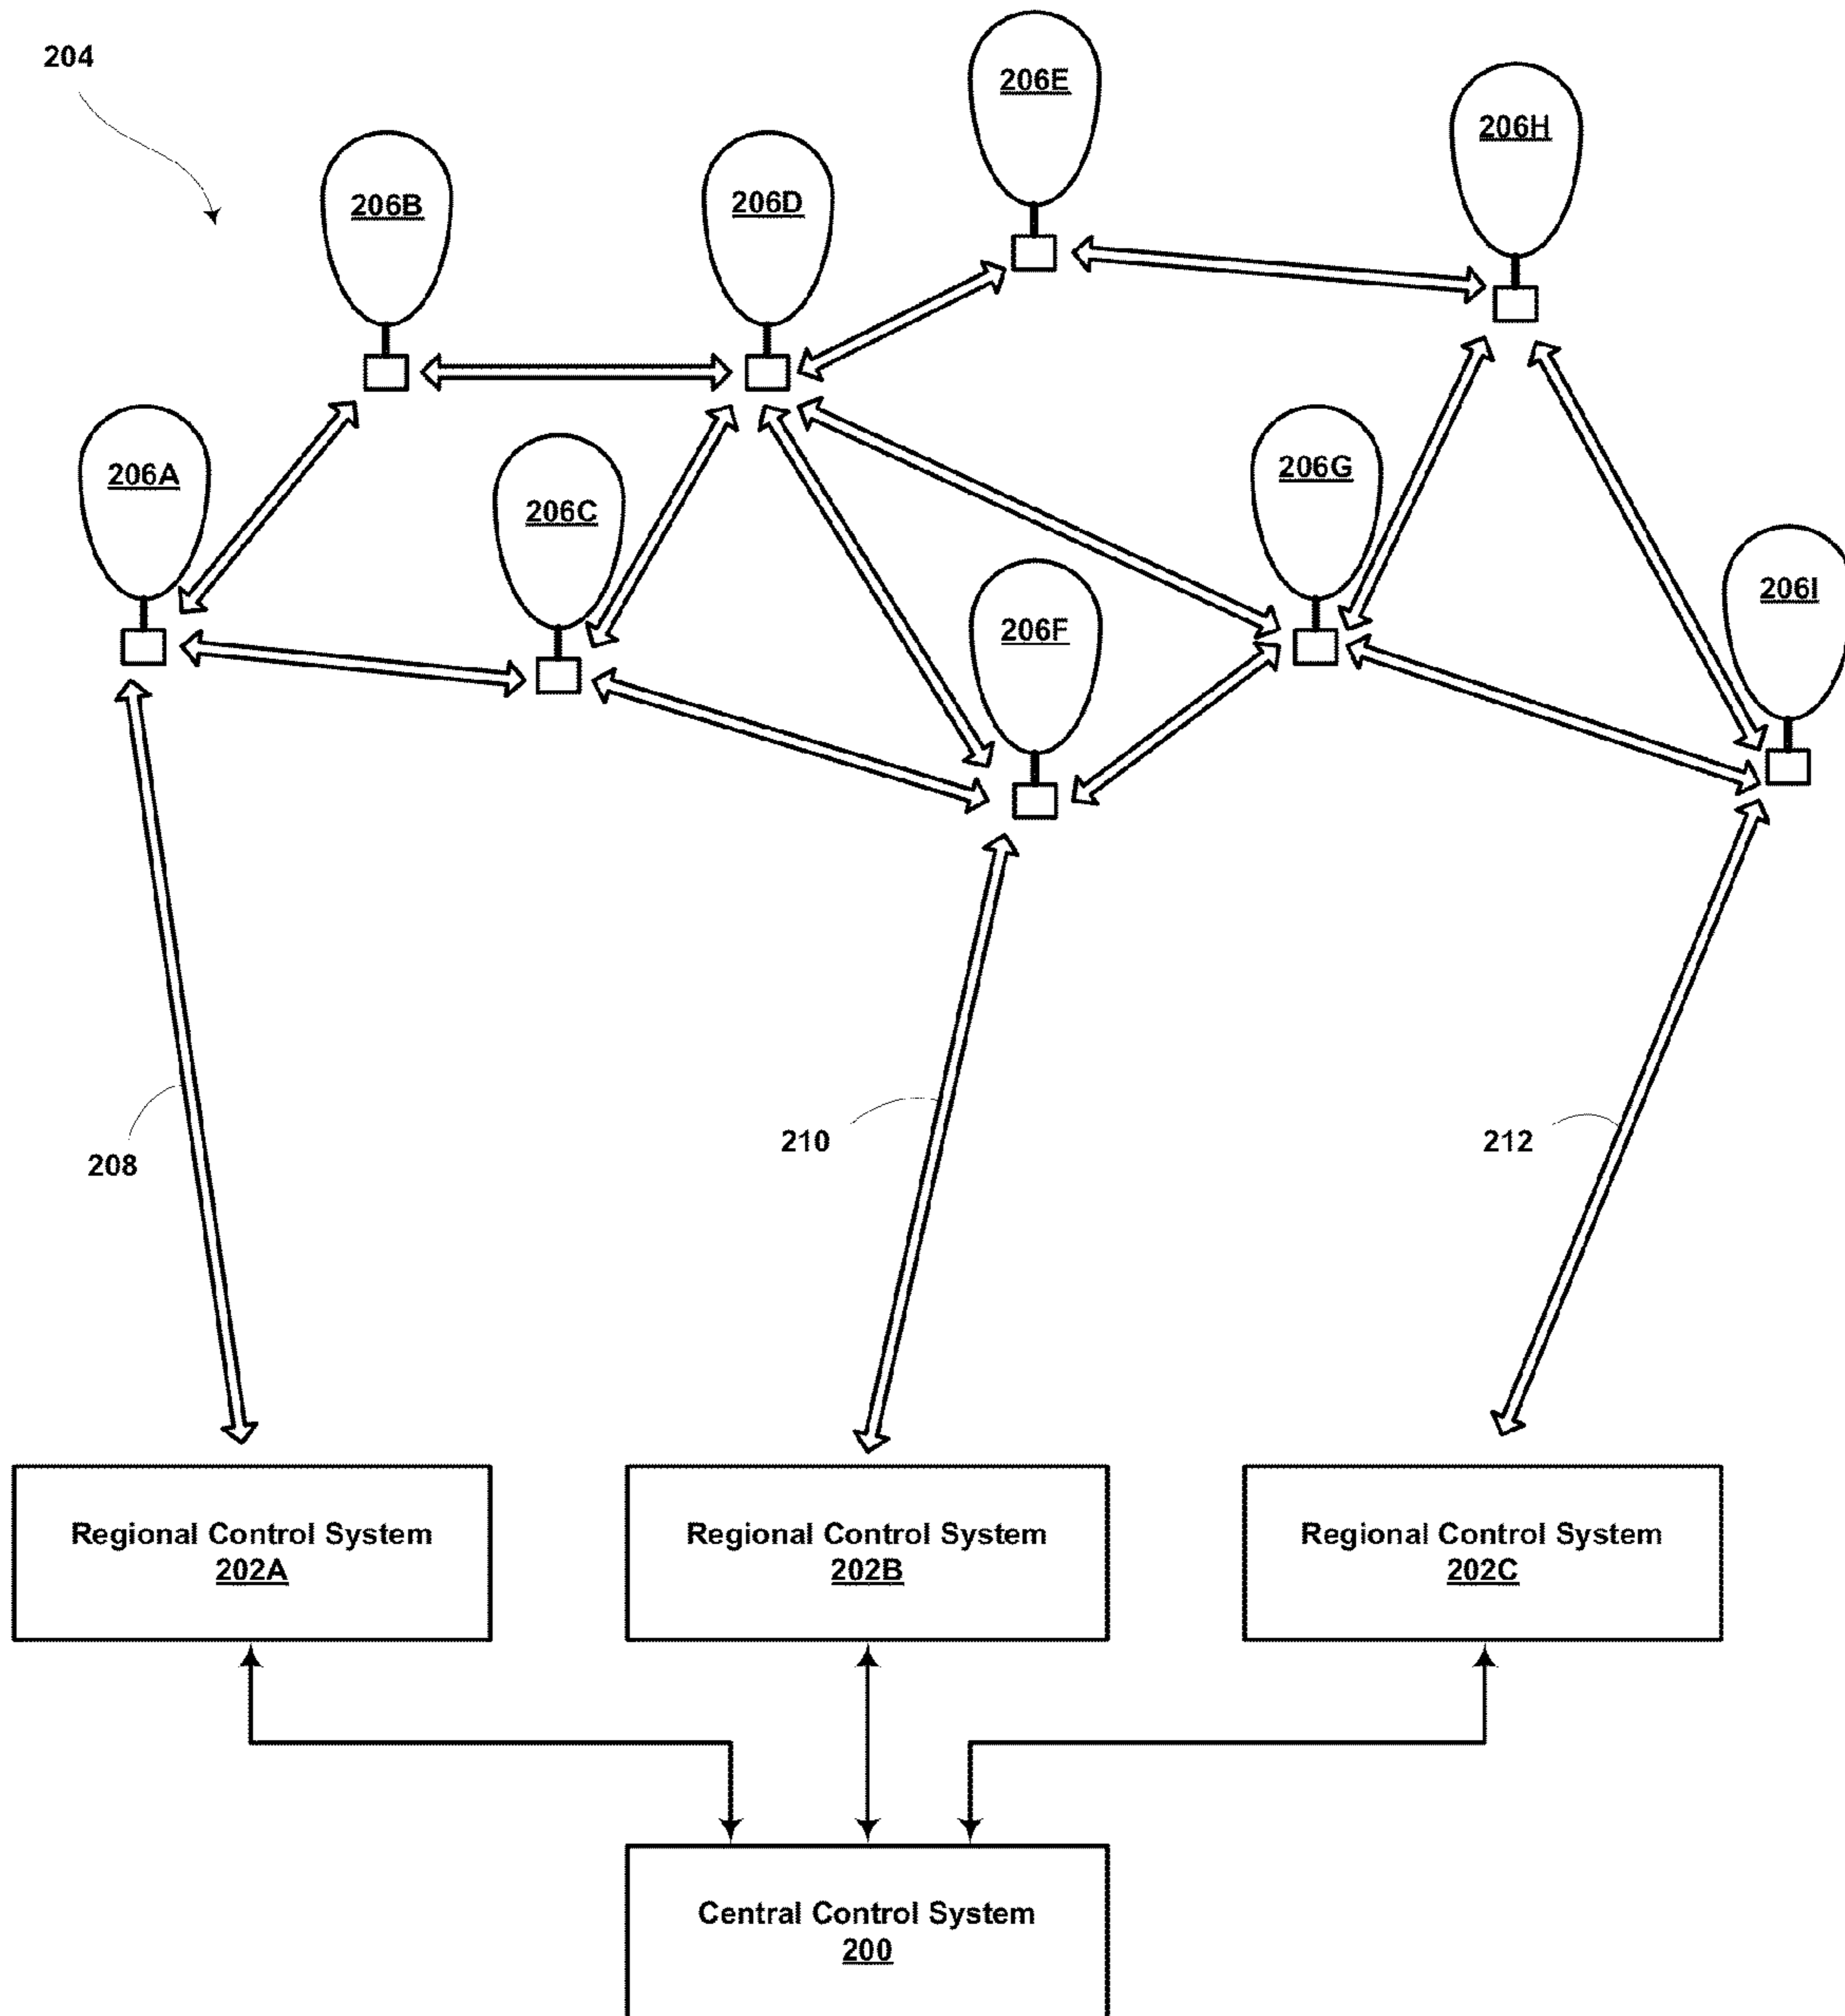 204
206E
206H
206B
206D
206A
206C
206G
206I
206F
208
210
212
Regional Control System
202A
Regional Control System
202B
Regional Control System
202C
Central Control System
200